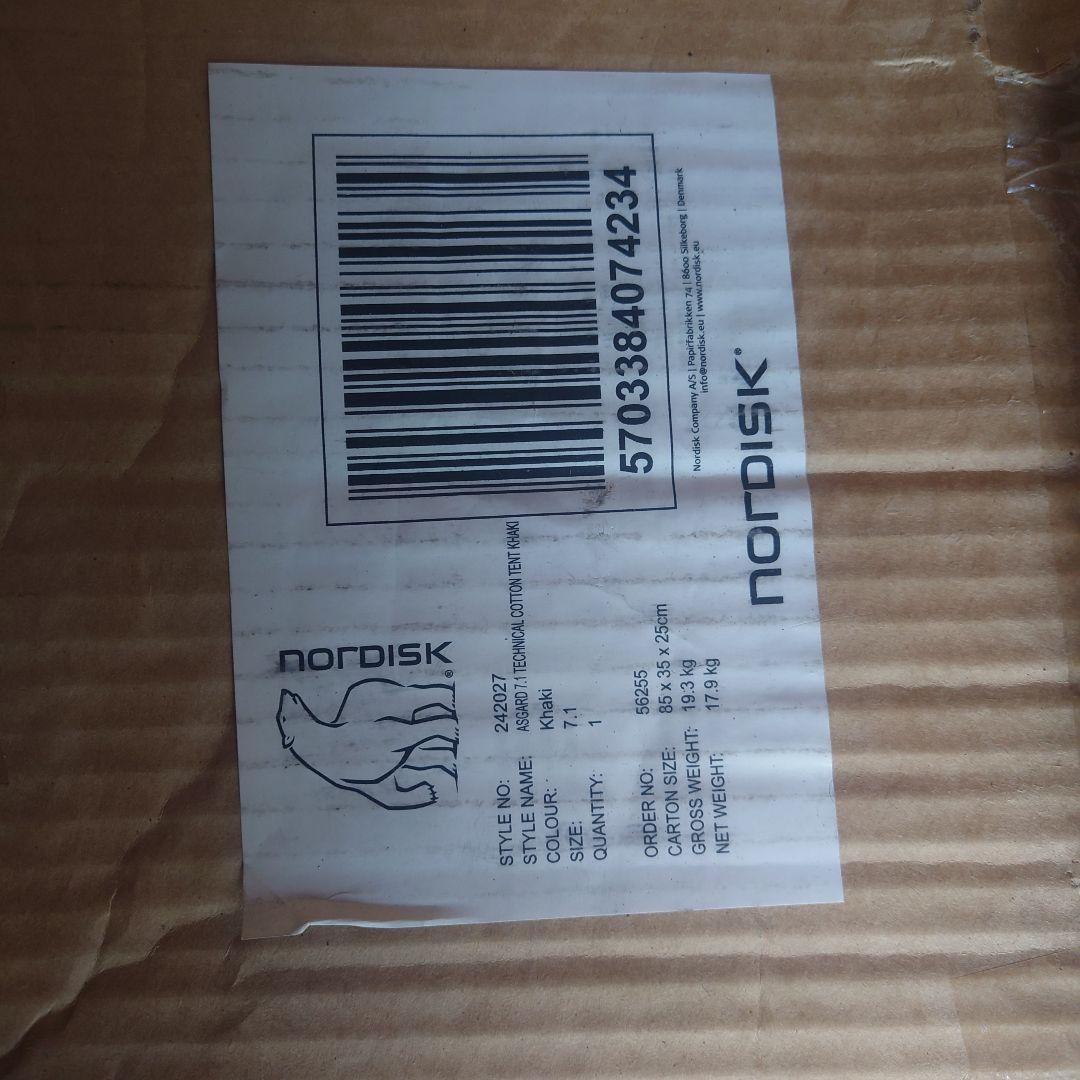 NORDISK®
STYLE NO: 242027
STYLE NAME: ASGARD 7.1 TECHNICAL COTTON TENT KHAKI
COLOUR: Khaki
SIZE: 7.1
QUANTITY: 1
ORDER NO: 56255
CARTON SIZE: 85 x 35 x 25cm
GROSS WEIGHT: 19.3 kg
NET WEIGHT: 17.9 kg
5703384074234
Nordisk Company A/S | Papirfabrikken 74 | 8600 Silkeborg | Denmark
info@nordisk.eu | www.nordisk.eu
NORDISK®